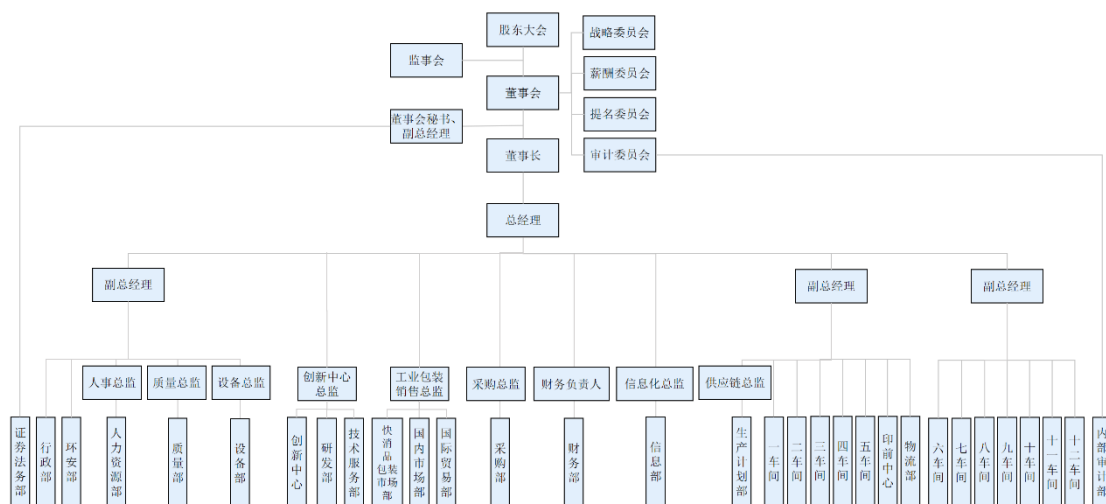 股东大会
战略委员会
监事会
薪酬委员会
董事会
提名委员会
董事会秘书、
副总经理
董事长
审计委员会
总经理
副总经理
副总经理
副总经理
人事总监
质量总监
设备总监
创新中心
总监
工业包装
销售总监
采购总监
财务负责人
信息化总监
供应链总监
证券法务部
行政部
环安部
人力资源部
质量部
设备部
创新中心
研发部
技术服务部
快消品
包装市场部
国内市场部
国际贸易部
采购部
财务部
信息部
生产计划部
一车间
二车间
三车间
四车间
五车间
印前中心
物流部
六车间
七车间
八车间
九车间
十车间
十一车间
十二车间
内部审计部